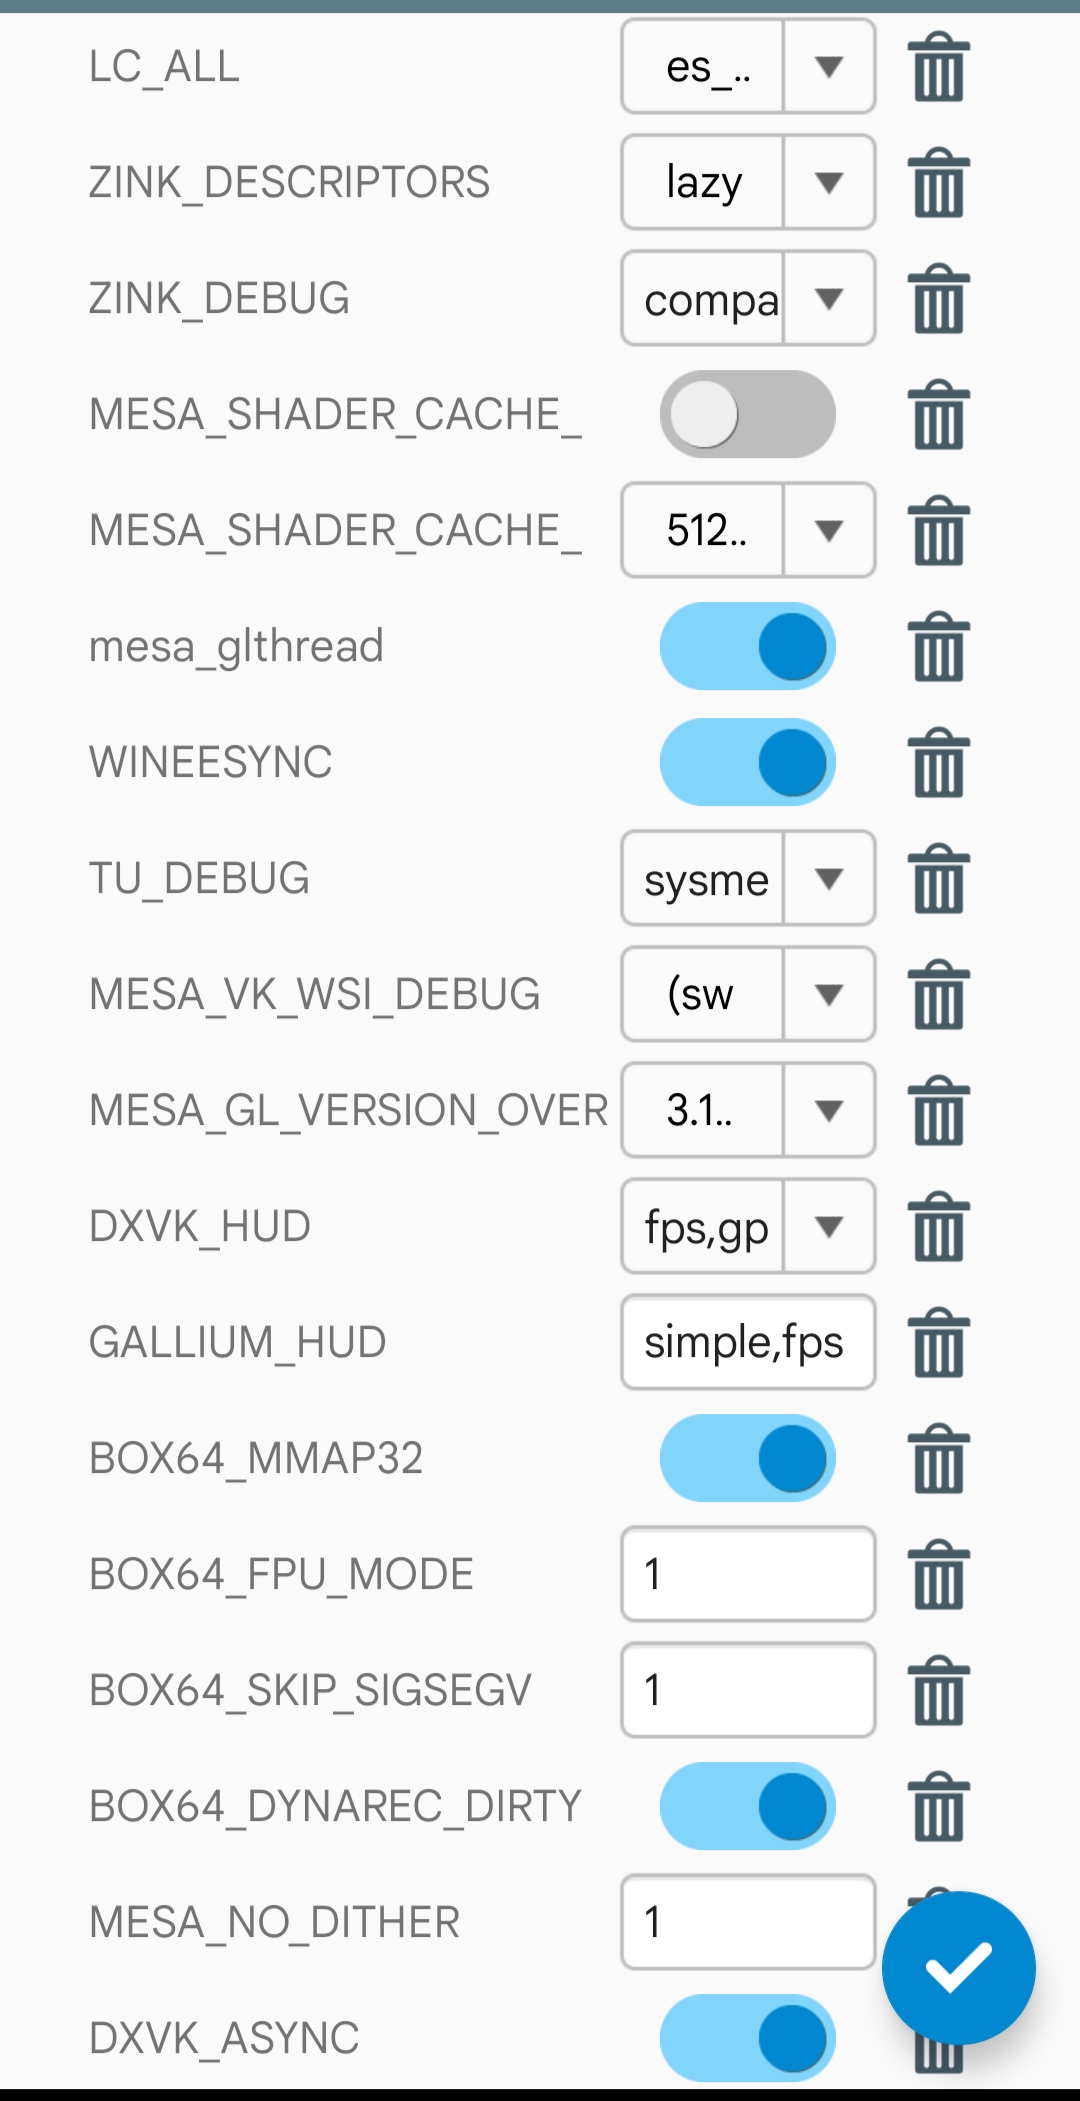 LC_ALL es_..
ZINK_DESCRIPTORS lazy
ZINK_DEBUG compa
MESA_SHADER_CACHE_
MESA_SHADER_CACHE_ 512..
mesa_glthread
WINEESYNC
TU_DEBUG sysme
MESA_VK_WSI_DEBUG (sw
MESA_GL_VERSION_OVER 3.1..
DXVK_HUD fps,gp
GALLIUM_HUD simple,fps
BOX64_MMAP32
BOX64_FPU_MODE 1
BOX64_SKIP_SIGSEGV 1
BOX64_DYNAREC_DIRTY
MESA_NO_DITHER 1
DXVK_ASYNC